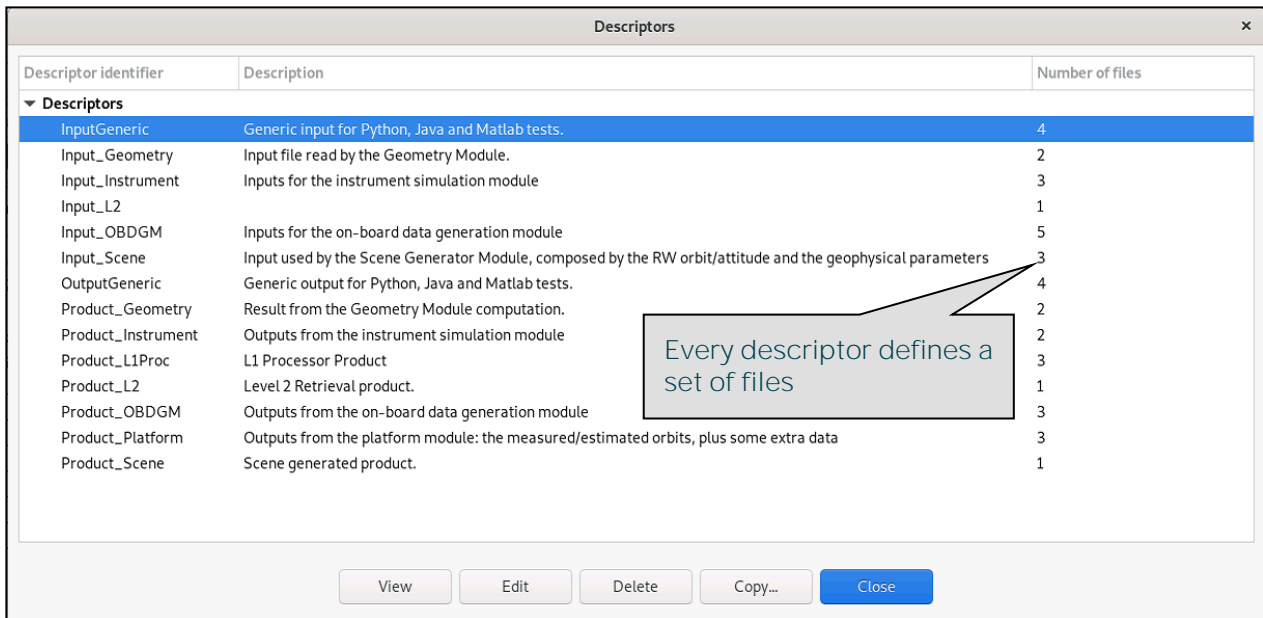 Descriptors ×
Descriptor identifier Description Number of files
Descriptors
InputGeneric Generic input for Python, Java and Matlab tests. 4
Input_Geometry Input file read by the Geometry Module. 2
Input_Instrument Inputs for the instrument simulation module 3
Input_L2 1
Input_OBDGM Inputs for the on-board data generation module 5
Input_Scene Input used by the Scene Generator Module, composed by the RW orbit/attitude and the geophysical parameters 3
OutputGeneric Generic output for Python, Java and Matlab tests. 4
Product_Geometry Result from the Geometry Module computation. 2
Product_Instrument Outputs from the instrument simulation module 2
Product_L1Proc L1 Processor Product 3
Product_L2 Level 2 Retrieval product. 1
Product_OBDGM Outputs from the on-board data generation module 3
Product_Platform Outputs from the platform module: the measured/estimated orbits, plus some extra data 3
Product_Scene Scene generated product. 1
Every descriptor defines a
set of files
View Edit Delete Copy... Close